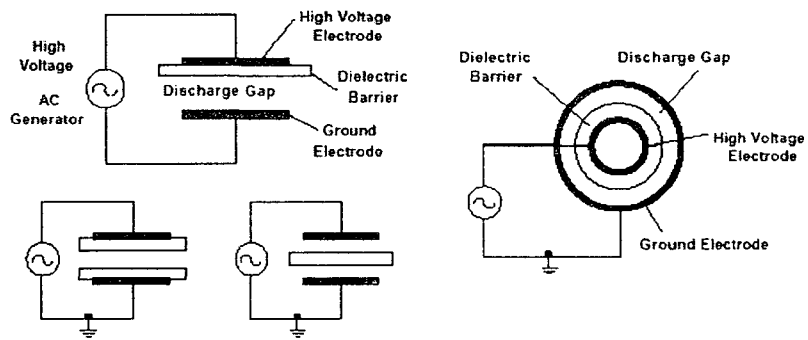 High Voltage
Electrode
High
Voltage
AC
Generator
Discharge Gap
Dielectric
Barrier
Ground
Electrode
Dielectric
Barrier
Discharge Gap
High Voltage
Electrode
Ground Electrode